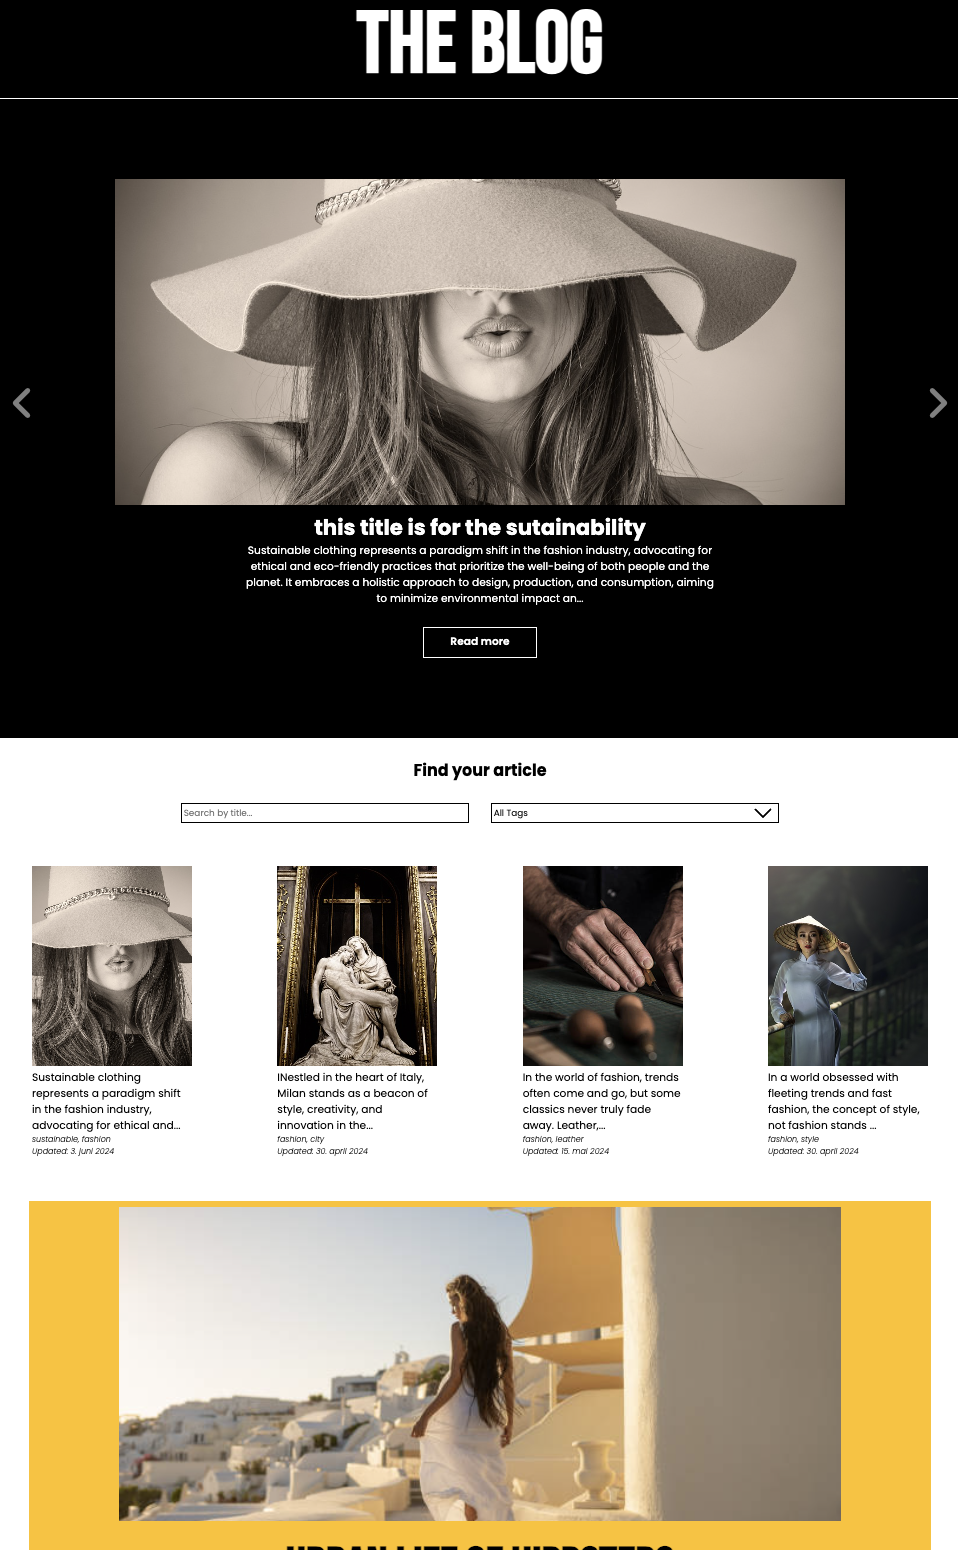 THE BLOG
this title is for the sutainability
Sustainable clothing represents a paradigm shift in the fashion industry, advocating for
ethical and eco-friendly practices that prioritize the well-being of both people and the
planet. It embraces a holistic approach to design, production, and consumption, aiming
to minimize environmental impact an...
Read more
Find your article
Search by title...
All Tags
Sustainable clothing
represents a paradigm shift
in the fashion industry,
advocating for ethical and...
sustainable, fashion
Updated: 3. juni 2024
INestled in the heart of Italy,
Milan stands as a beacon of
style, creativity, and
innovation in the...
fashion, city
Updated: 30. april 2024
In the world of fashion, trends
often come and go, but some
classics never truly fade
away. Leather,...
fashion, leather
Updated: 15. mai 2024
In a world obsessed with
fleeting trends and fast
fashion, the concept of style,
not fashion stands ...
fashion, style
Updated: 30. april 2024
URBAN LIFE OF HIPPSTERS